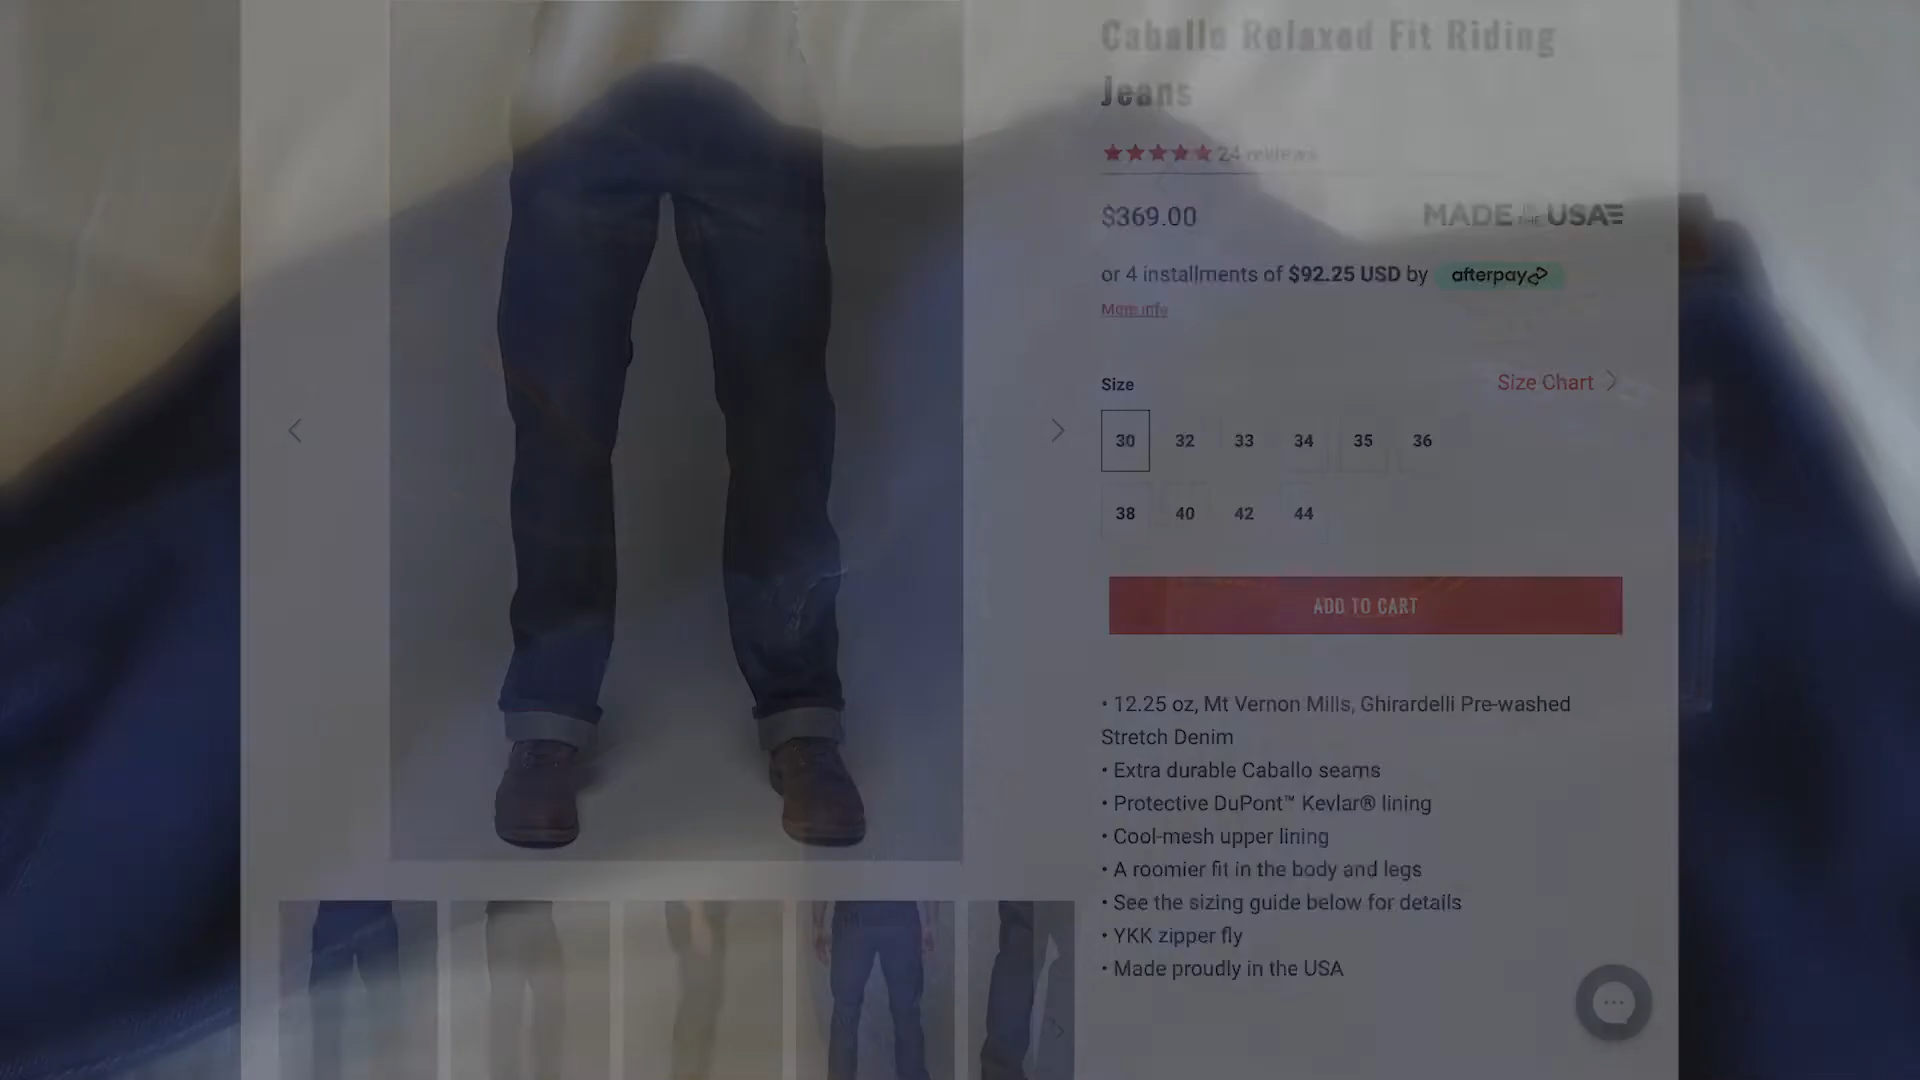 Caballo Relaxed Fit Riding
Jeans
24 reviews
$369.00
MADE IN THE USA
or 4 installments of $92.25 USD by afterpay
More info
Size
Size Chart
30 32 33 34 35 36
38 40 42 44
ADD TO CART
• 12.25 oz, Mt Vernon Mills, Ghirardelli Pre-washed
Stretch Denim
• Extra durable Caballo seams
• Protective DuPont™ Kevlar® lining
• Cool-mesh upper lining
• A roomier fit in the body and legs
• See the sizing guide below for details
• YKK zipper fly
• Made proudly in the USA